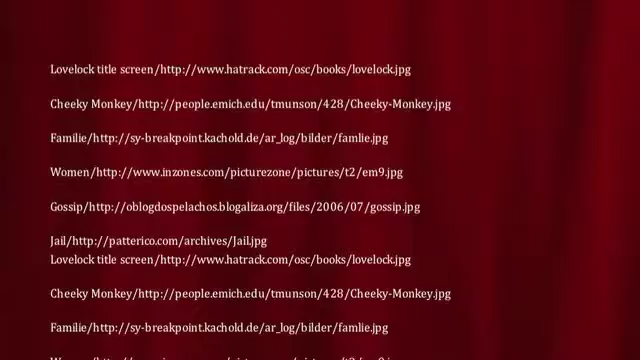 Lovelock title screen/http://www.hatrack.com/osc/books/lovelock.jpg
Cheeky Monkey/http://people.emich.edu/tmunson/428/Cheeky-Monkey.jpg
Familie/http://sy-breakpoint.kachold.de/ar_log/bilder/famlie.jpg
Women/http://www.inzones.com/picturezone/pictures/t2/em9.jpg
Gossip/http://oblogdospelachos.blogaliza.org/files/2006/07/gossip.jpg
Jail/http://patterico.com/archives/Jail.jpg
Lovelock title screen/http://www.hatrack.com/osc/books/lovelock.jpg
Cheeky Monkey/http://people.emich.edu/tmunson/428/Cheeky-Monkey.jpg
Familie/http://sy-breakpoint.kachold.de/ar_log/bilder/famlie.jpg